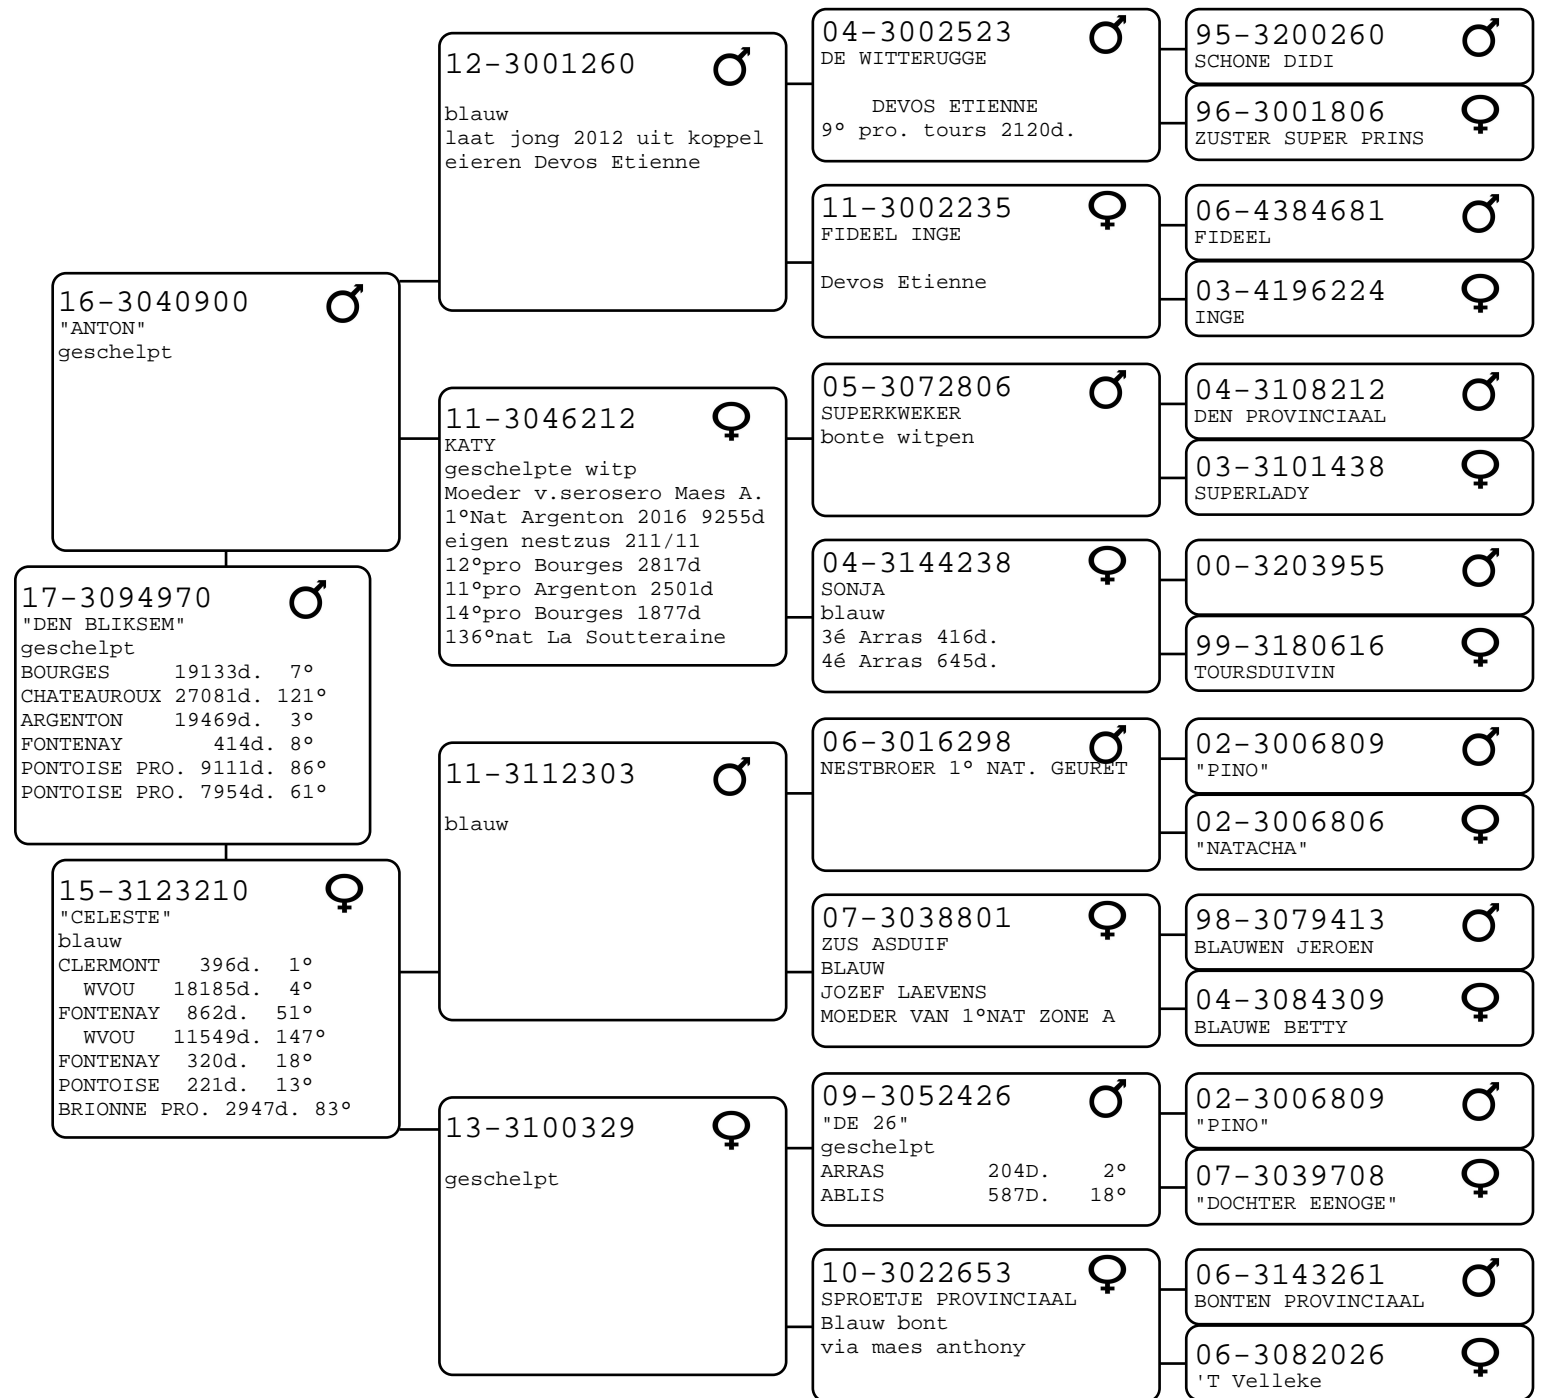 16-3040900
"ANTON"
geschelpt
17-3094970
"DEN BLIKSEM"
geschelpt
BOURGES 19133d. 7°
CHATEAUROUX 27081d. 121°
ARGENTON 19469d. 3°
FONTENAY 414d. 8°
PONTOISE PRO. 9111d. 86°
PONTOISE PRO. 7954d. 61°
15-3123210
"CELESTE"
blauw
CLERMONT 396d. 1°
WVOU 18185d. 4°
FONTENAY 862d. 51°
WVOU 11549d. 147°
FONTENAY 320d. 18°
PONTOISE 221d. 13°
BRIONNE PRO. 2947d. 83°
12-3001260
blauw
laat jong 2012 uit koppel
eieren Devos Etienne
11-3046212
KATY
geschelpte witp
Moeder v.serosero Maes A.
1°Nat Argenton 2016 9255d
eigen nestzus 211/11
12°pro Bourges 2817d
11°pro Argenton 2501d
14°pro Bourges 1877d
136°nat La Soutteraine
11-3112303
blauw
13-3100329
geschelpt
04-3002523
DE WITTERUGGE
DEVOS ETIENNE
9° pro. tours 2120d.
11-3002235
FIDEEL INGE
Devos Etienne
05-3072806
SUPERKWEKER
bonte witpen
04-3144238
SONJA
blauw
3é Arras 416d.
4é Arras 645d.
06-3016298
NESTBROER 1° NAT. GEURET
07-3038801
ZUS ASDUIF
BLAUW
JOZEF LAEVENS
MOEDER VAN 1°NAT ZONE A
09-3052426
"DE 26"
geschelpt
ARRAS 204D. 2°
ABLIS 587D. 18°
10-3022653
SPROETJE PROVINCIAAL
Blauw bont
via maes anthony
95-3200260
SCHONE DIDI
96-3001806
ZUSTER SUPER PRINS
06-4384681
FIDEEL
03-4196224
INGE
04-3108212
DEN PROVINCIAAL
03-3101438
SUPERLADY
00-3203955
99-3180616
TOURSDUIVIN
02-3006809
"PINO"
02-3006806
"NATACHA"
98-3079413
BLAUWEN JEROEN
04-3084309
BLAUWE BETTY
02-3006809
"PINO"
07-3039708
"DOCHTER EENOGE"
06-3143261
BONTEN PROVINCIAAL
06-3082026
'T Velleke